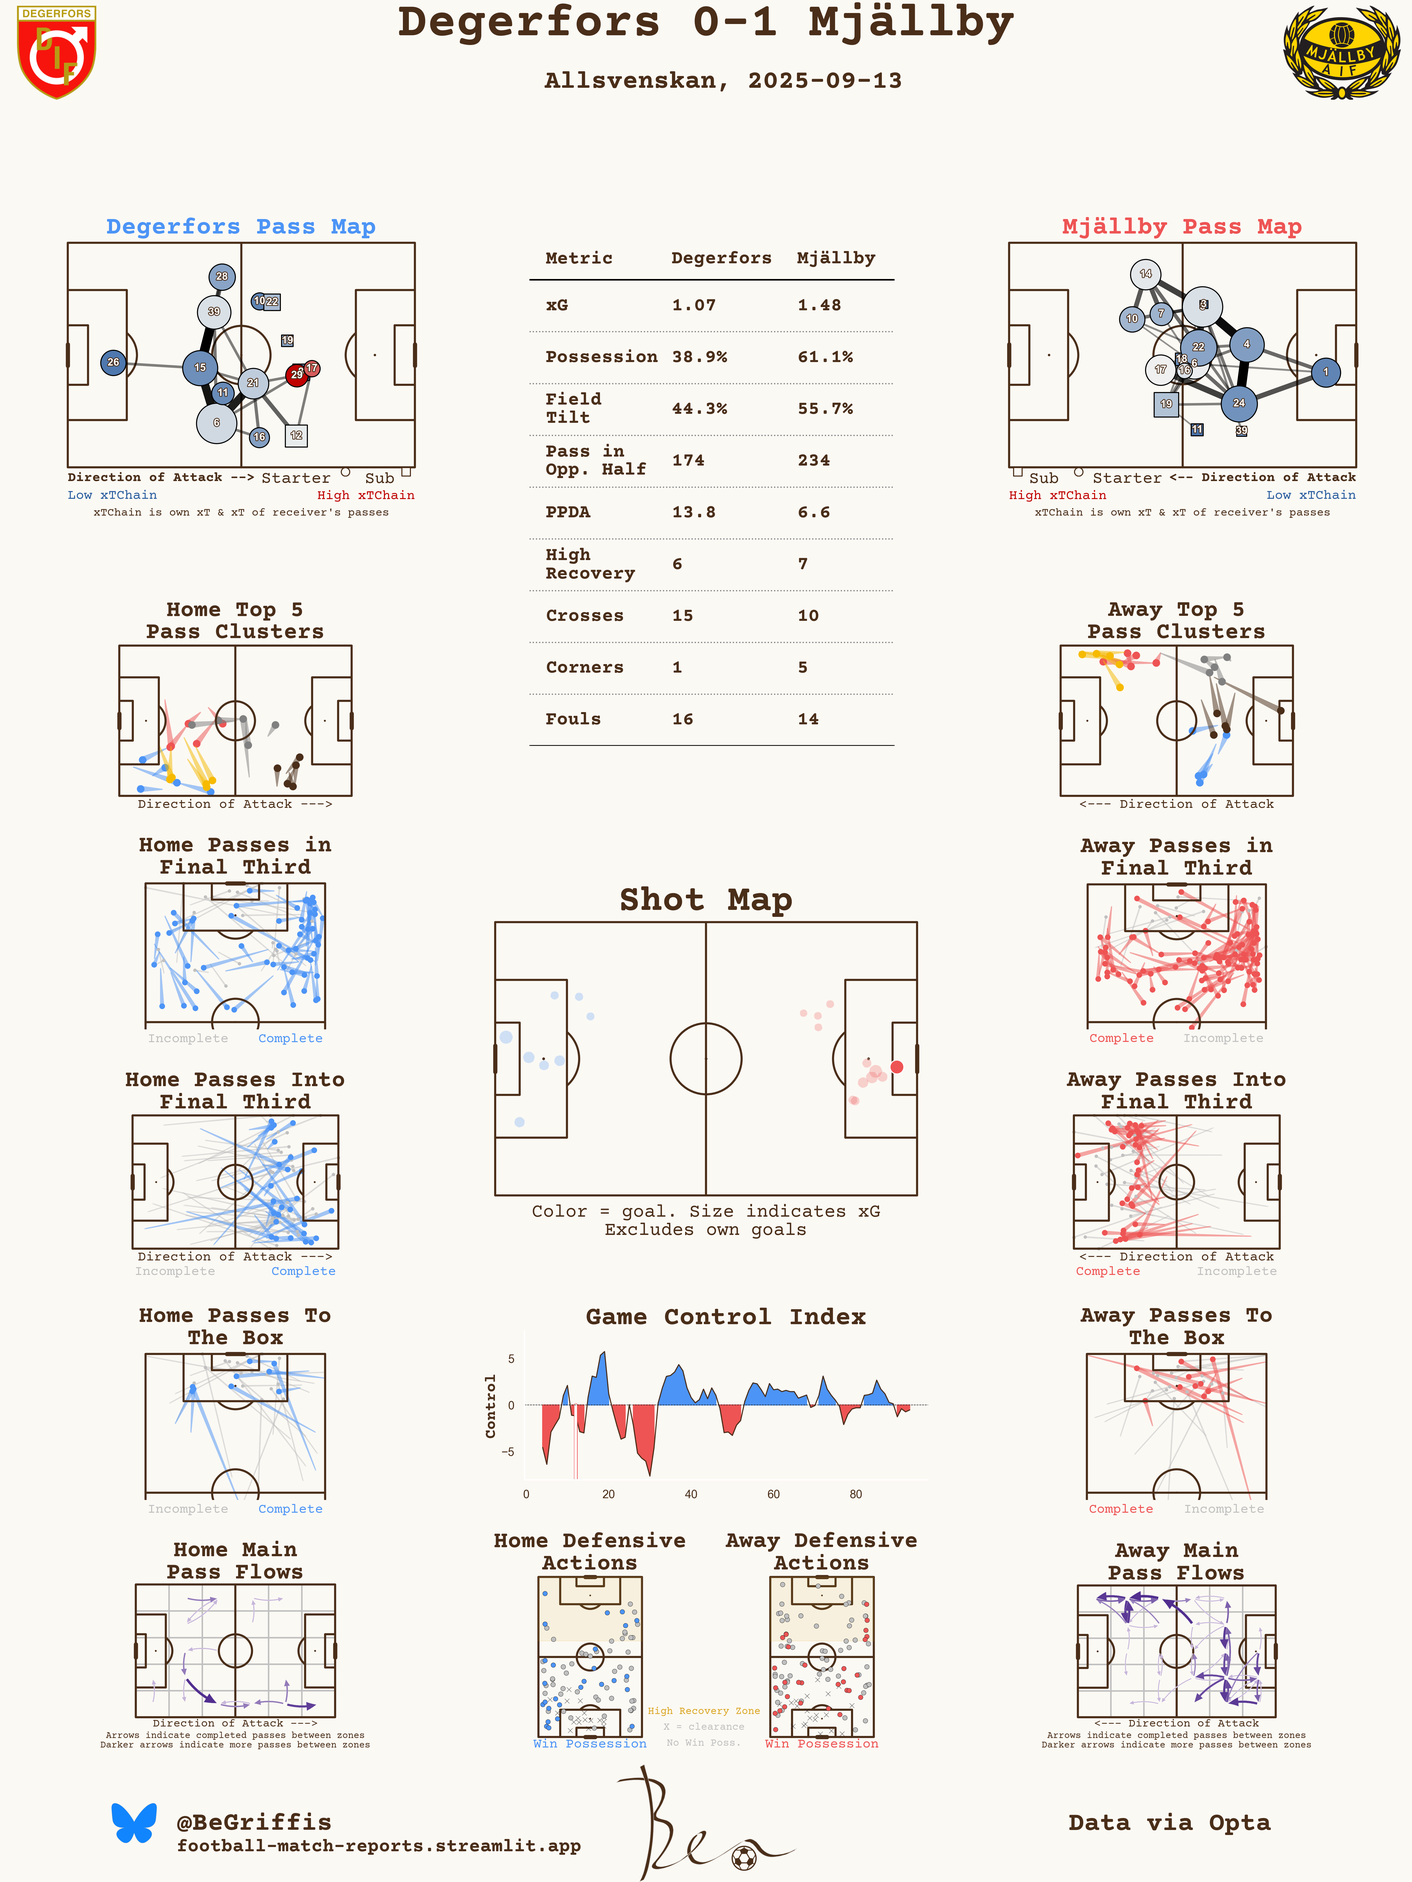 DEGERFORS
DIF
Degerfors 0-1 Mjällby
MJÄLLBY
AIF
Allsvenskan, 2025-09-13
Degerfors Pass Map
28
39
10
22
19
26
15
21
29
17
11
6
16
12
Direction of Attack --> Starter Sub
Low xTChain High xTChain
xTChain is own xT & xT of receiver's passes
Metric Degerfors Mjällby
xG 1.07 1.48
Possession 38.9% 61.1%
Field
Tilt 44.3% 55.7%
Pass in
Opp. Half 174 234
PPDA 13.8 6.6
High
Recovery 6 7
Crosses 15 10
Corners 1 5
Fouls 16 14
Mjällby Pass Map
14
10
7
22
4
18
6
17
16
1
19
24
11
39
Sub Starter <-- Direction of Attack
High xTChain Low xTChain
xTChain is own xT & xT of receiver's passes
Home Top 5
Pass Clusters
Direction of Attack --->
Away Top 5
Pass Clusters
<--- Direction of Attack
Home Passes in
Final Third
Incomplete Complete
Away Passes in
Final Third
Complete Incomplete
Shot Map
Color = goal. Size indicates xG
Excludes own goals
Home Passes Into
Final Third
Direction of Attack --->
Incomplete Complete
Away Passes Into
Final Third
<--- Direction of Attack
Complete Incomplete
Home Passes To
The Box
Incomplete Complete
Game Control Index
Control
5
0
-5
0 20 40 60 80
Away Passes To
The Box
Complete Incomplete
Home Main
Pass Flows
Direction of Attack --->
Arrows indicate completed passes between zones
Darker arrows indicate more passes between zones
Home Defensive
Actions
Win Possession
High Recovery Zone
X = clearance
No Win Poss.
Away Defensive
Actions
Win Possession
Away Main
Pass Flows
<--- Direction of Attack
Arrows indicate completed passes between zones
Darker arrows indicate more passes between zones
@BeGriffis
football-match-reports.streamlit.app
Ben
Data via Opta